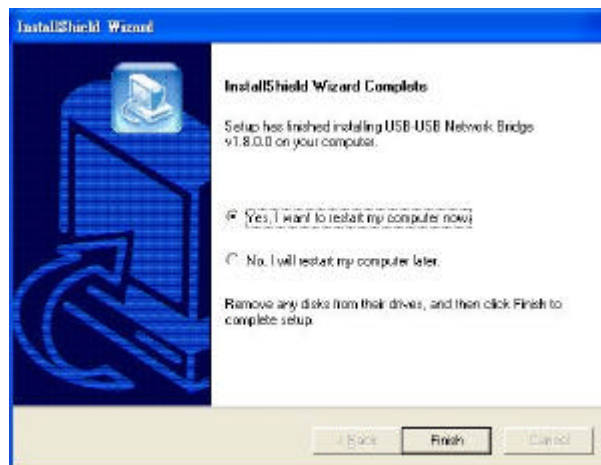 InstallShield Wizard
InstallShield Wizard Complete
Setup has finished installing USB-USB Network Bridge
v1.8.0.0 on your computer.
Yes, I want to restart my computer now.
No, I will restart my computer later.
Remove any disks from their drives, and then click Finish to
complete setup.
< Back
Finish
Cancel